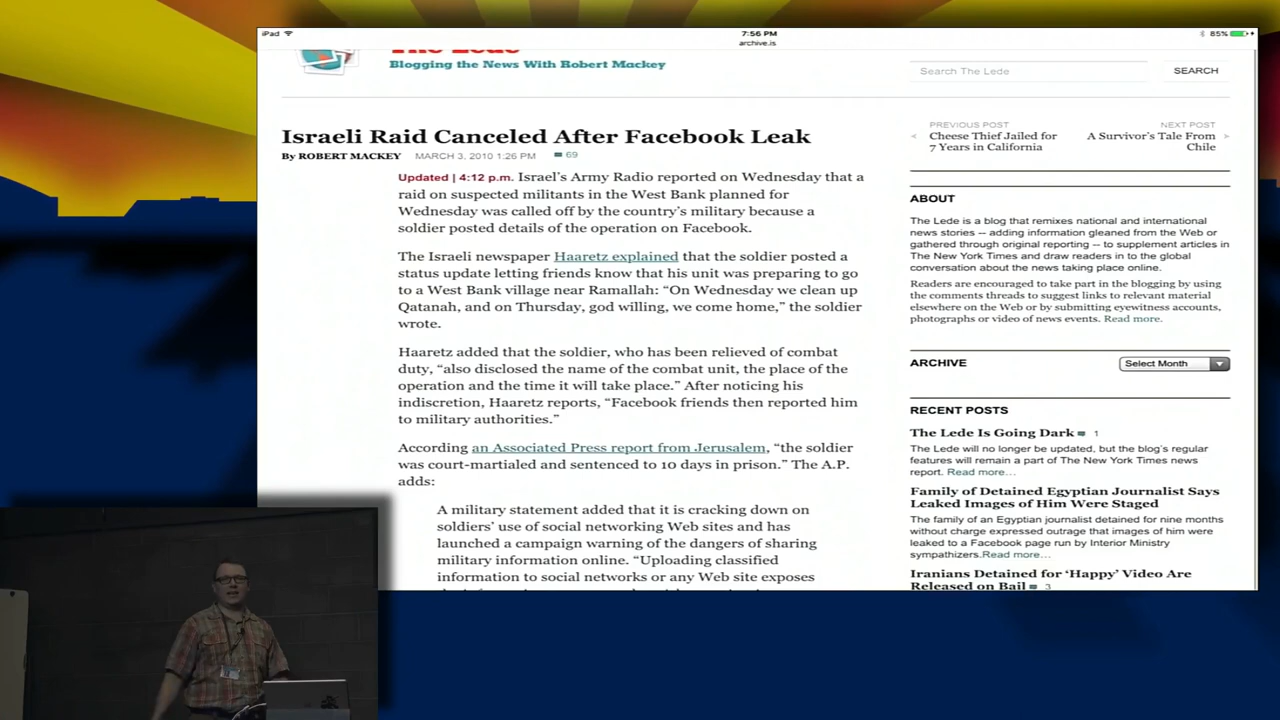 iPad
7:56 PM
85%
archive.is
The Lede
Blogging the News With Robert Mackey
Search The Lede
SEARCH
Israeli Raid Canceled After Facebook Leak
By ROBERT MACKEY MARCH 3, 2010 1:26 PM 69
Updated | 4:12 p.m. Israel's Army Radio reported on Wednesday that a
raid on suspected militants in the West Bank planned for
Wednesday was called off by the country's military because a
soldier posted details of the operation on Facebook.
The Israeli newspaper Haaretz explained that the soldier posted a
status update letting friends know that his unit was preparing to go
to a West Bank village near Ramallah: “On Wednesday we clean up
Qatanah, and on Thursday, god willing, we come home,” the soldier
wrote.
Haaretz added that the soldier, who has been relieved of combat
duty, “also disclosed the name of the combat unit, the place of the
operation and the time it will take place.” After noticing his
indiscretion, Haaretz reports, “Facebook friends then reported him
to military authorities.”
According an Associated Press report from Jerusalem, “the soldier
was court-martialed and sentenced to 10 days in prison.” The A.P.
adds:
A military statement added that it is cracking down on
soldiers' use of social networking Web sites and has
launched a campaign warning of the dangers of sharing
military information online. “Uploading classified
information to social networks or any Web site exposes
PREVIOUS POST
Cheese Thief Jailed for
7 Years in California
NEXT POST
A Survivor's Tale From
Chile
ABOUT
The Lede is a blog that remixes national and international
news stories -- adding information gleaned from the Web or
gathered through original reporting -- to supplement articles in
The New York Times and draw readers in to the global
conversation about the news taking place online.
Readers are encouraged to take part in the blogging by using
the comments threads to suggest links to relevant material
elsewhere on the Web or by submitting eyewitness accounts,
photographs or video of news events. Read more.
ARCHIVE
Select Month
RECENT POSTS
The Lede Is Going Dark 1
The Lede will no longer be updated, but the blog's regular
features will remain a part of The New York Times news
report. Read more…
Family of Detained Egyptian Journalist Says
Leaked Images of Him Were Staged
The family of an Egyptian journalist detained for nine months
without charge expressed outrage that images of him were
leaked to a Facebook page run by Interior Ministry
sympathizers.Read more…
Iranians Detained for ‘Happy’ Video Are
Released on Bail 3